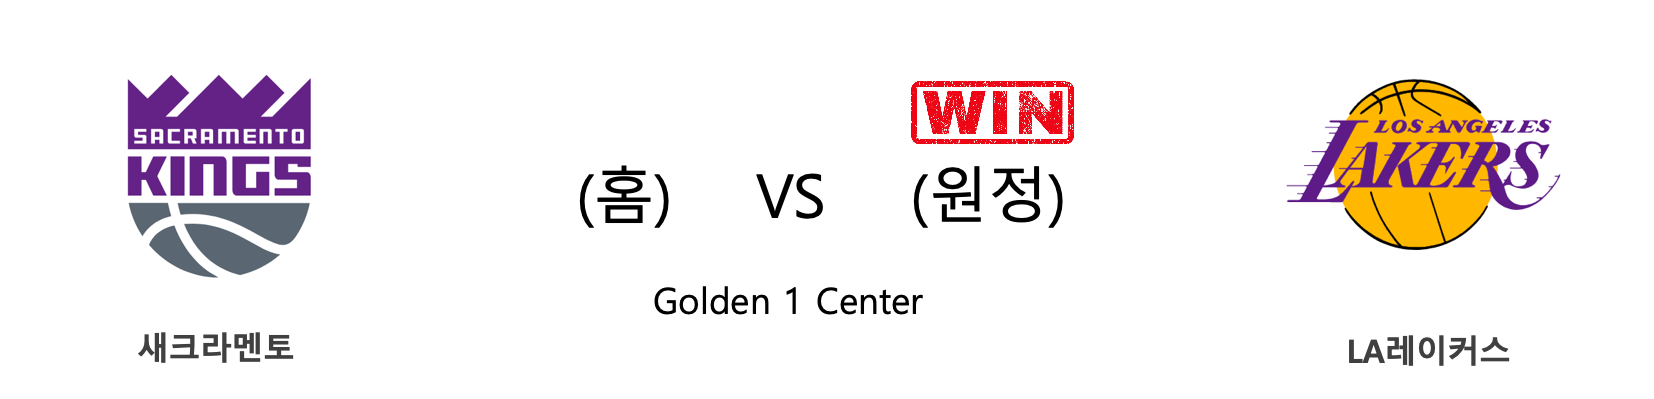 SACRAMENTO
KINGS
새크라멘토
WIN
(홈) VS (원정)
Golden 1 Center
LOS ANGELES
LAKERS
LA레이커스